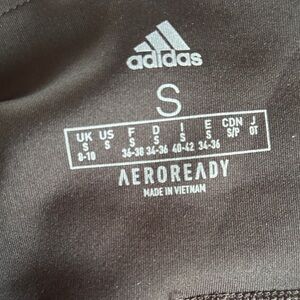 adidas
S
UK US F D I E CDN J
S S S S S S S/P OT
8-10 36-38 34-36 40-42 34-36
AEROREADY
MADE IN VIETNAM